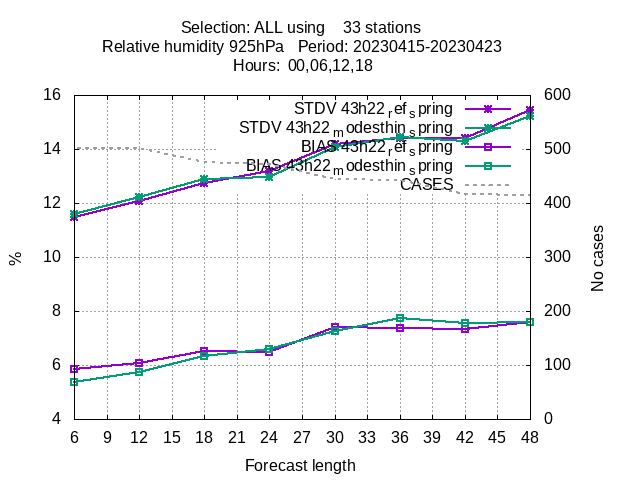 Selection: ALL using    33 stations
Relative humidity 925hPa   Period: 20230415-20230423
Hours:  00,06,12,18
STDV 43h22_ref_spring
STDV 43h22_modesthin_spring
BIAS 43h22_ref_spring
BIAS 43h22_modesthin_spring
CASES
16 600
14 500
12 400
10 300
8 200
6 100
4 0
% No cases
6 9 12 15 18 21 24 27 30 33 36 39 42 45 48
Forecast length